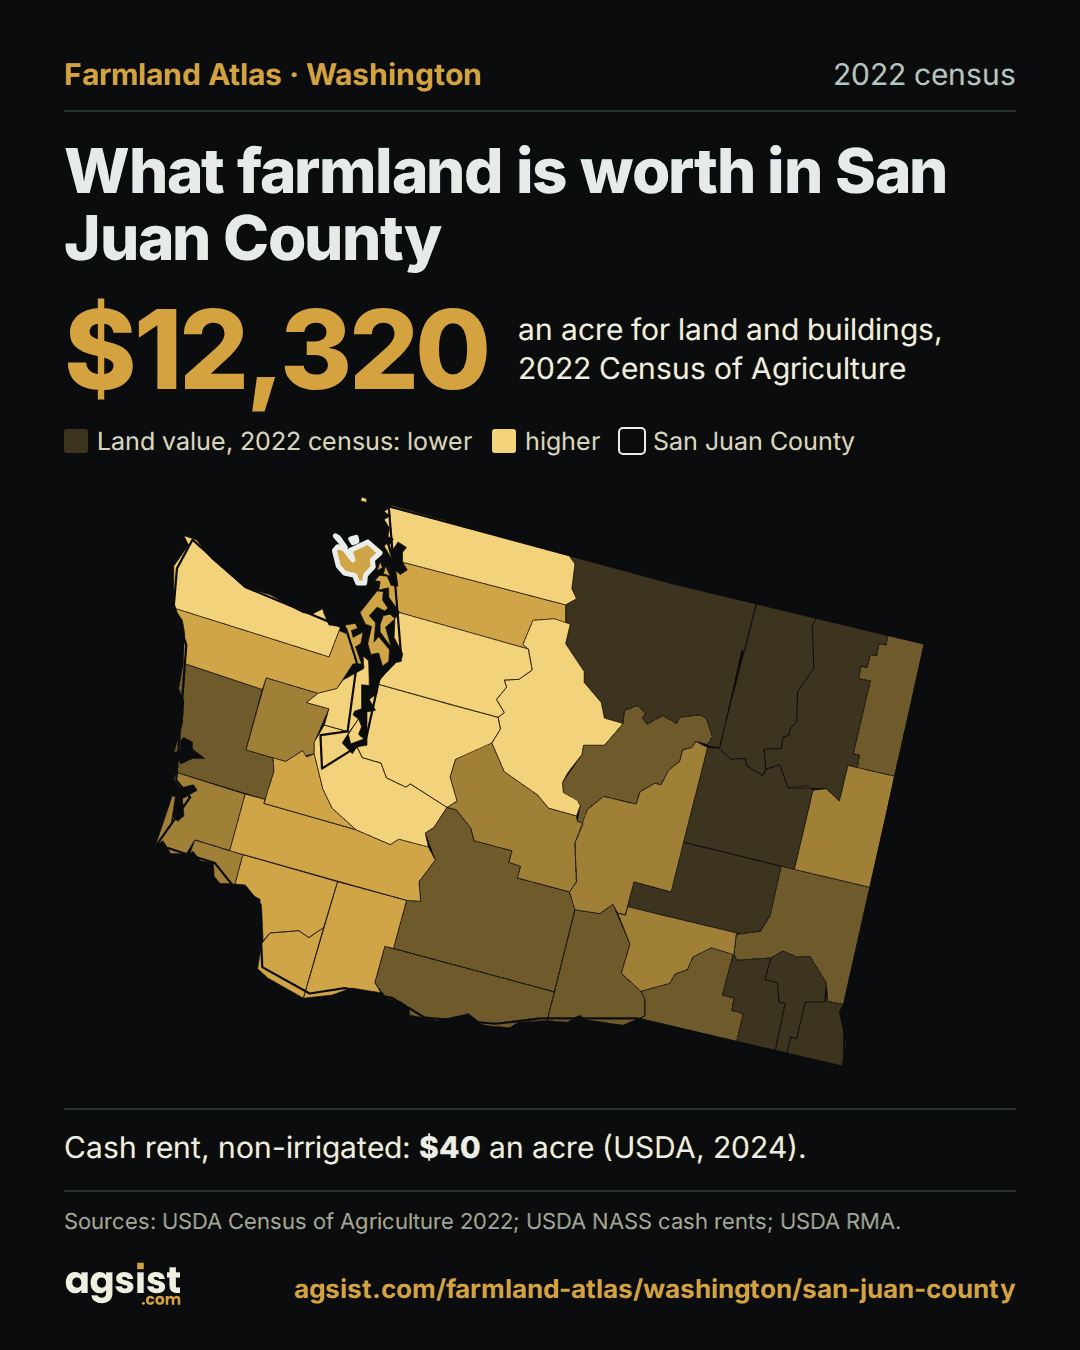 Farmland Atlas · Washington
2022 census
What farmland is worth in San
Juan County
$12,320
an acre for land and buildings,
2022 Census of Agriculture
Land value, 2022 census: lower
higher
San Juan County
Cash rent, non-irrigated: $40 an acre (USDA, 2024).
Sources: USDA Census of Agriculture 2022; USDA NASS cash rents; USDA RMA.
agsist
.com
agsist.com/farmland-atlas/washington/san-juan-county